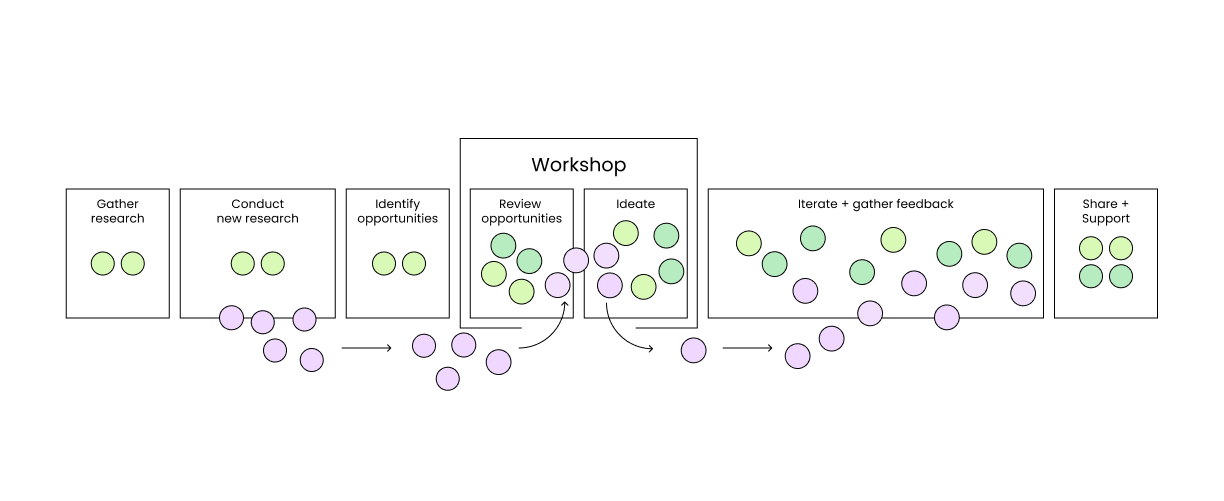 Workshop
Gather
research
Conduct
new research
Identify
opportunities
Review
opportunities
Ideate
Iterate + gather feedback
Share +
Support